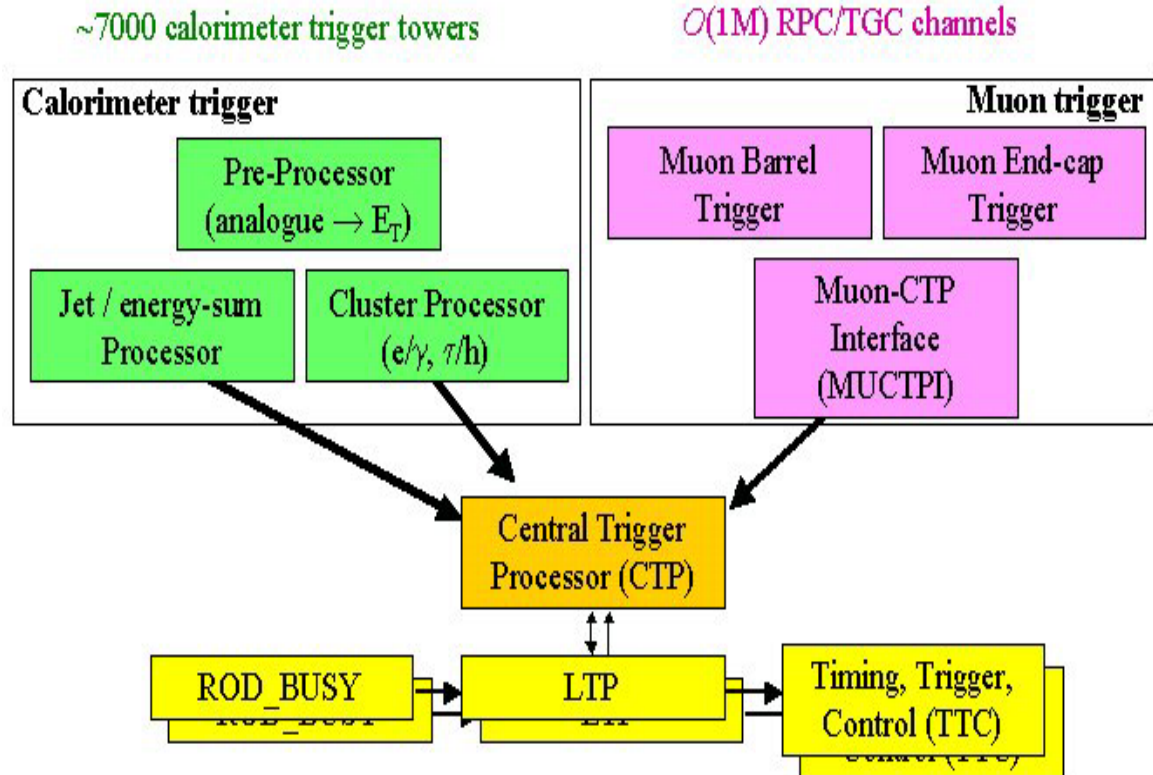 ~7000 calorimeter trigger towers
O(1M) RPC/TGC channels
Calorimeter trigger
Muon trigger
Pre-Processor
(analogue → E_T)
Muon Barrel
Trigger
Muon End-cap
Trigger
Jet / energy-sum
Processor
Cluster Processor
(e/γ, τ/h)
Muon-CTP
Interface
(MUCTPI)
Central Trigger
Processor (CTP)
ROD_BUSY
LTP
Timing, Trigger,
Control (TTC)